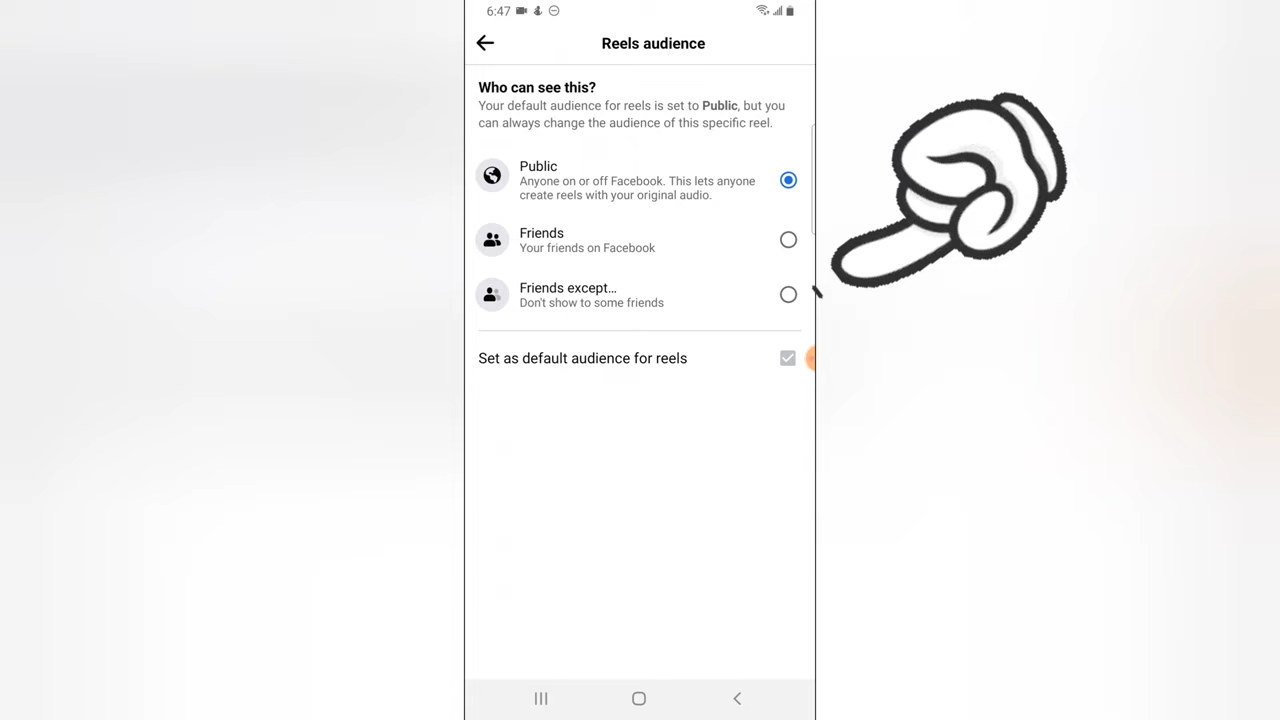 6:47
Reels audience
Who can see this?
Your default audience for reels is set to Public, but you
can always change the audience of this specific reel.
Public
Anyone on or off Facebook. This lets anyone
create reels with your original audio.
Friends
Your friends on Facebook
Friends except...
Don't show to some friends
Set as default audience for reels